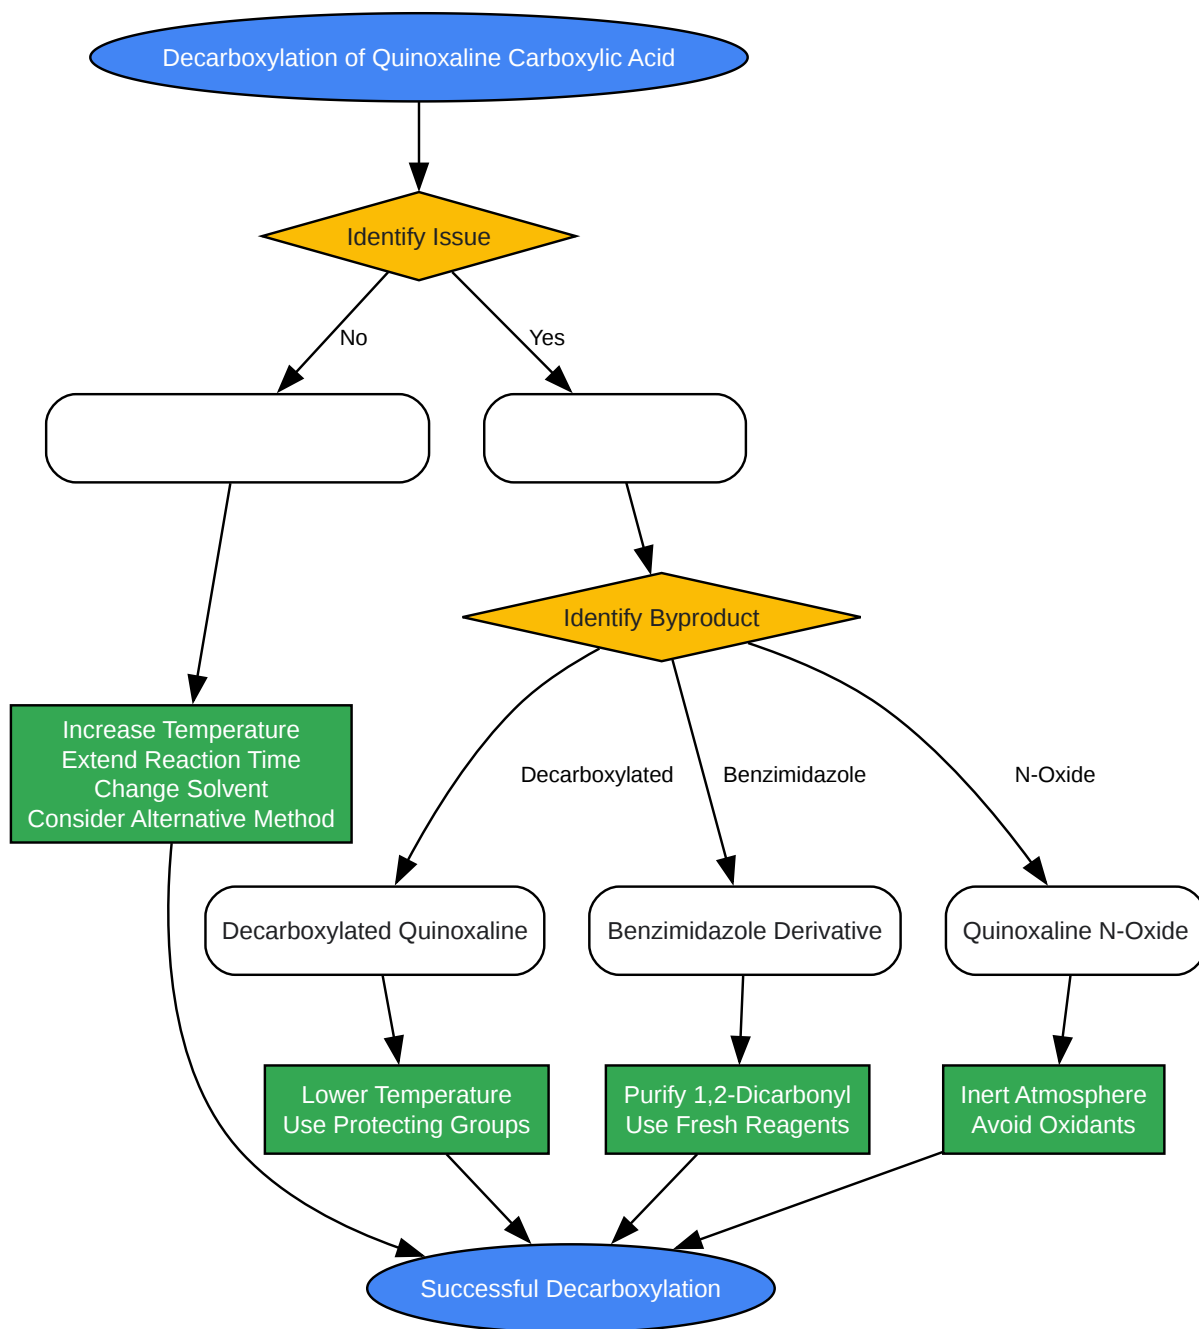 Decarboxylation of Quinoxaline Carboxylic Acid
Identify Issue
No
Yes
Identify Byproduct
Increase Temperature
Extend Reaction Time
Change Solvent
Consider Alternative Method
Decarboxylated
Benzimidazole
N-Oxide
Decarboxylated Quinoxaline
Benzimidazole Derivative
Quinoxaline N-Oxide
Lower Temperature
Use Protecting Groups
Purify 1,2-Dicarbonyl
Use Fresh Reagents
Inert Atmosphere
Avoid Oxidants
Successful Decarboxylation